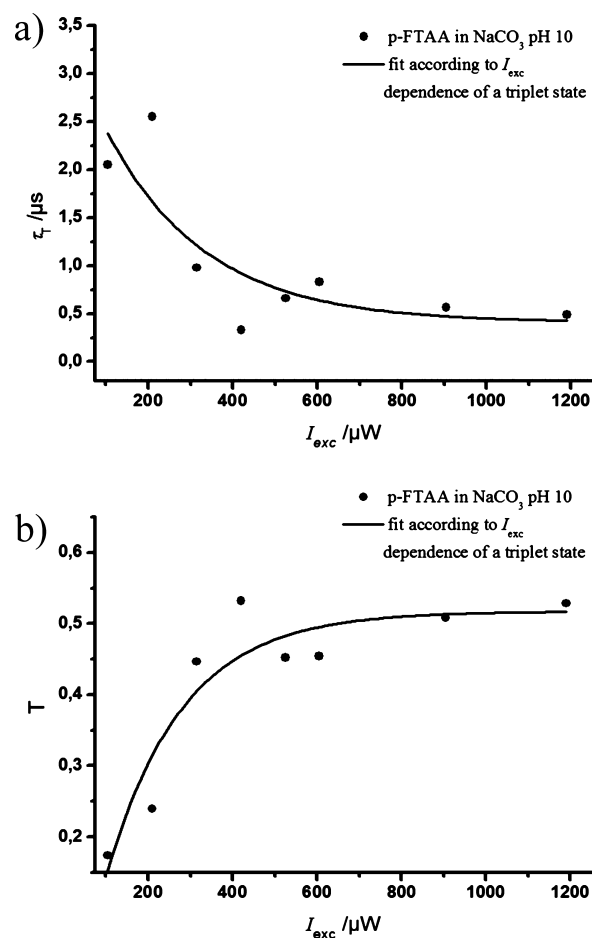 a)
p-FTAA in NaCO3 pH 10
fit according to Iexc
dependence of a triplet state
3,5
3,0
2,5
2,0
1,5
1,0
0,5
0,0
τT /μs
200 400 600 800 1000 1200
Iexc /μW
b)
p-FTAA in NaCO3 pH 10
fit according to Iexc
dependence of a triplet state
0,6
0,5
0,4
0,3
0,2
T
200 400 600 800 1000 1200
Iexc /μW